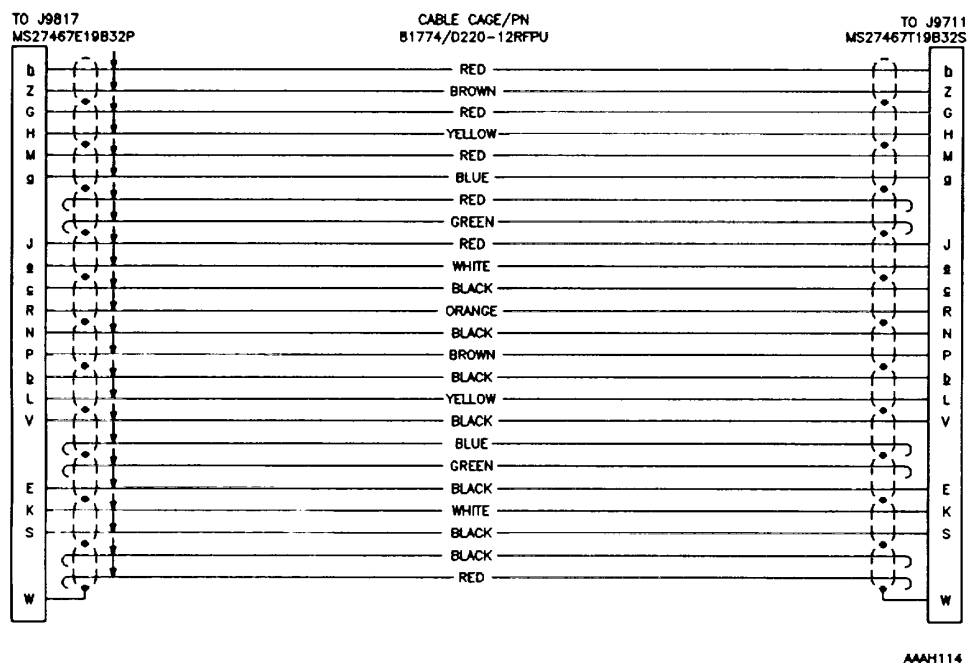 TO J9817
MS27467E19B32P
CABLE CAGE/PN
81774/D220-12RFPU
TO J9711
MS27467T19B32S
h RED h
Z BROWN Z
G RED G
H YELLOW H
M RED M
g BLUE g
RED
GREEN
J RED J
e WHITE e
c BLACK c
R ORANGE R
N BLACK N
P BROWN P
b BLACK b
L YELLOW L
V BLACK V
BLUE
GREEN
E BLACK E
K WHITE K
S BLACK S
BLACK
RED
W W
AAAH114